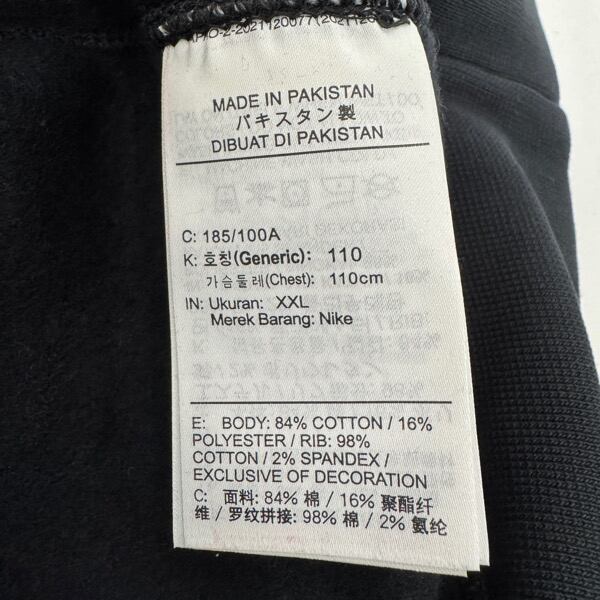 MADE IN PAKISTAN
パキスタン製
DIBUAT DI PAKISTAN
C: 185/100A
K: 호칭(Generic): 110
가슴둘레(Chest): 110cm
IN: Ukuran: XXL
Merek Barang: Nike
E: BODY: 84% COTTON / 16%
POLYESTER / RIB: 98%
COTTON / 2% SPANDEX /
EXCLUSIVE OF DECORATION
C: 面料: 84% 棉 / 16% 聚酯纤
维 / 罗纹拼接: 98% 棉 / 2% 氨纶